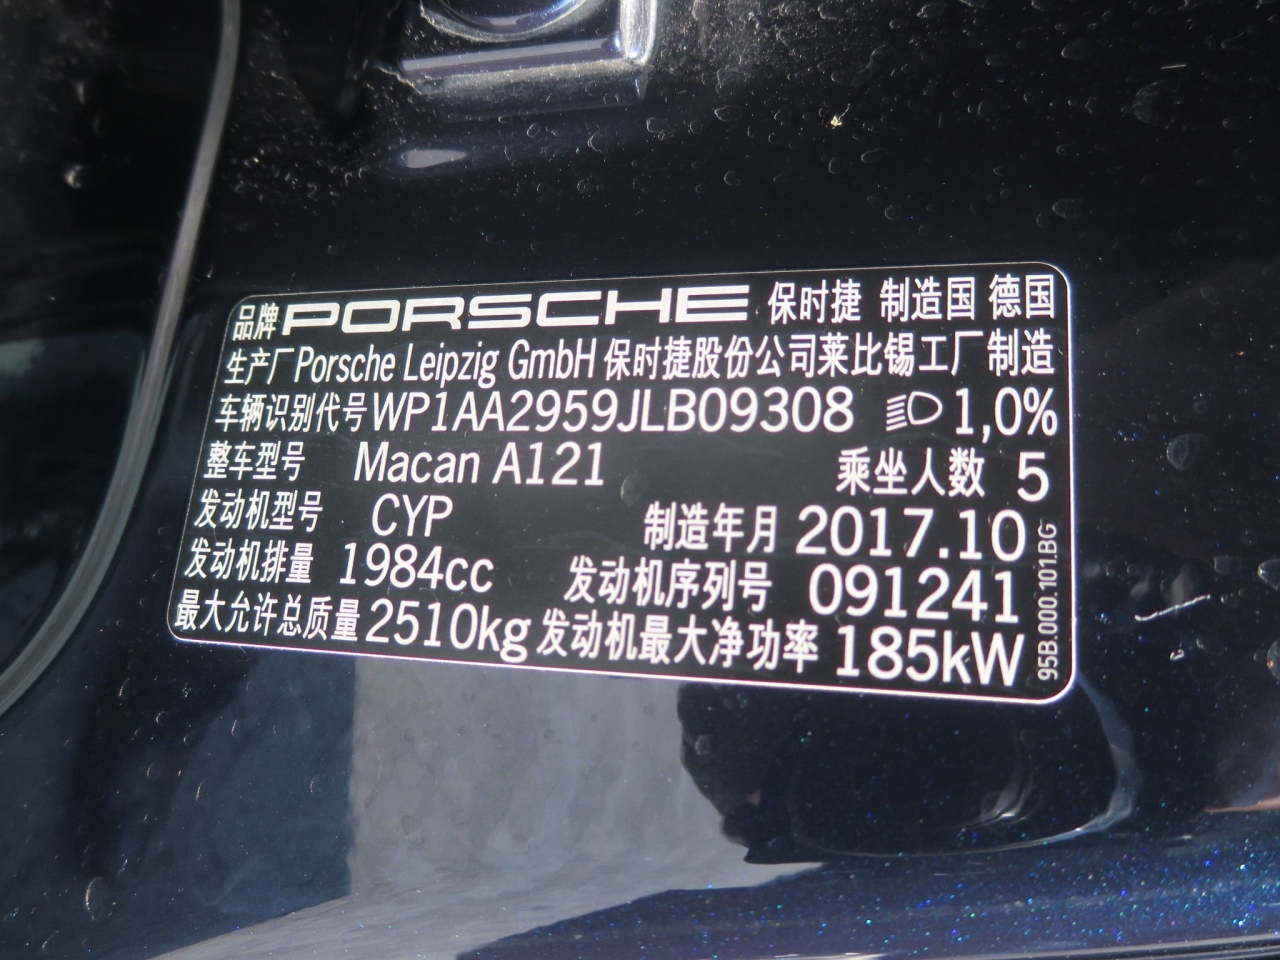 品牌 PORSCHE 保时捷 制造国 德国
生产厂 Porsche Leipzig GmbH 保时捷股份公司莱比锡工厂制造
车辆识别代号 WP1AA2959JLB09308 1,0%
整车型号 Macan A121 乘坐人数 5
发动机型号 CYP 制造年月 2017.10
发动机排量 1984cc 发动机序列号 091241
最大允许总质量 2510kg 发动机最大净功率 185kW
95B.000.101.BG